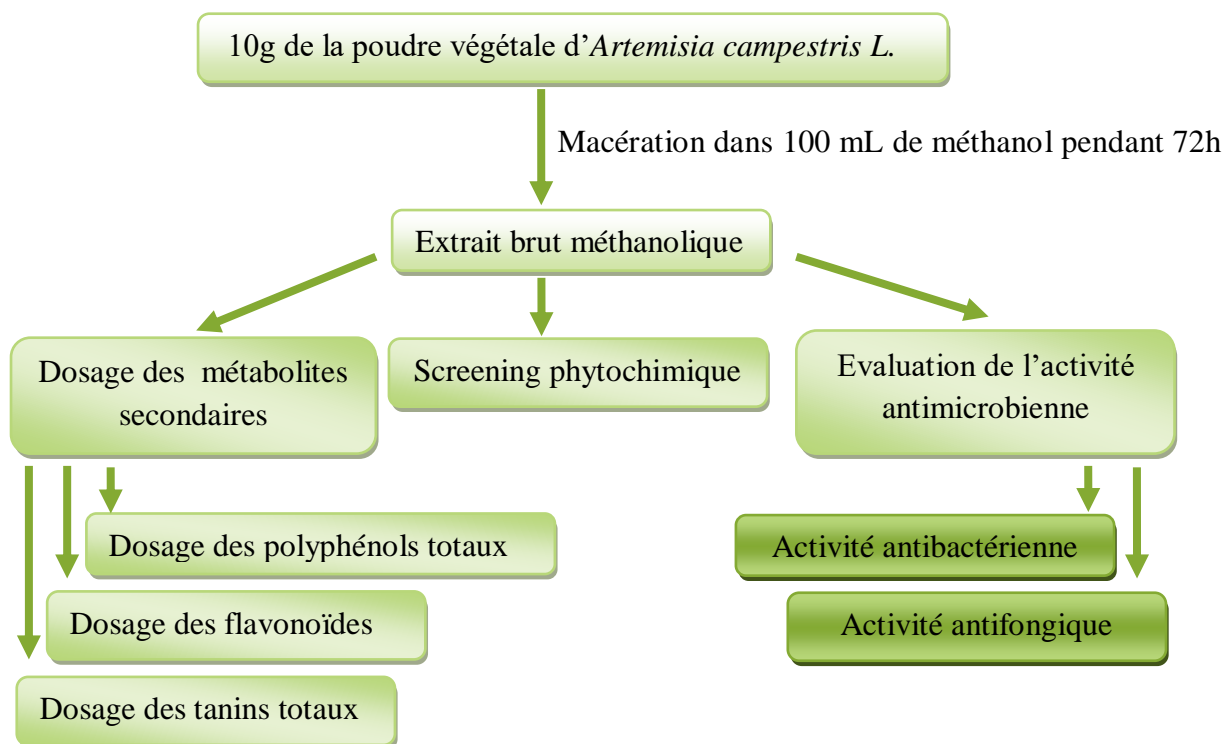 10g de la poudre végétale d’Artemisia campestris L.
Macération dans 100 mL de méthanol pendant 72h
Extrait brut méthanolique
Dosage des métabolites
secondaires
Screening phytochimique
Evaluation de l’activité
antimicrobienne
Dosage des polyphénols totaux
Dosage des flavonoïdes
Dosage des tanins totaux
Activité antibactérienne
Activité antifongique